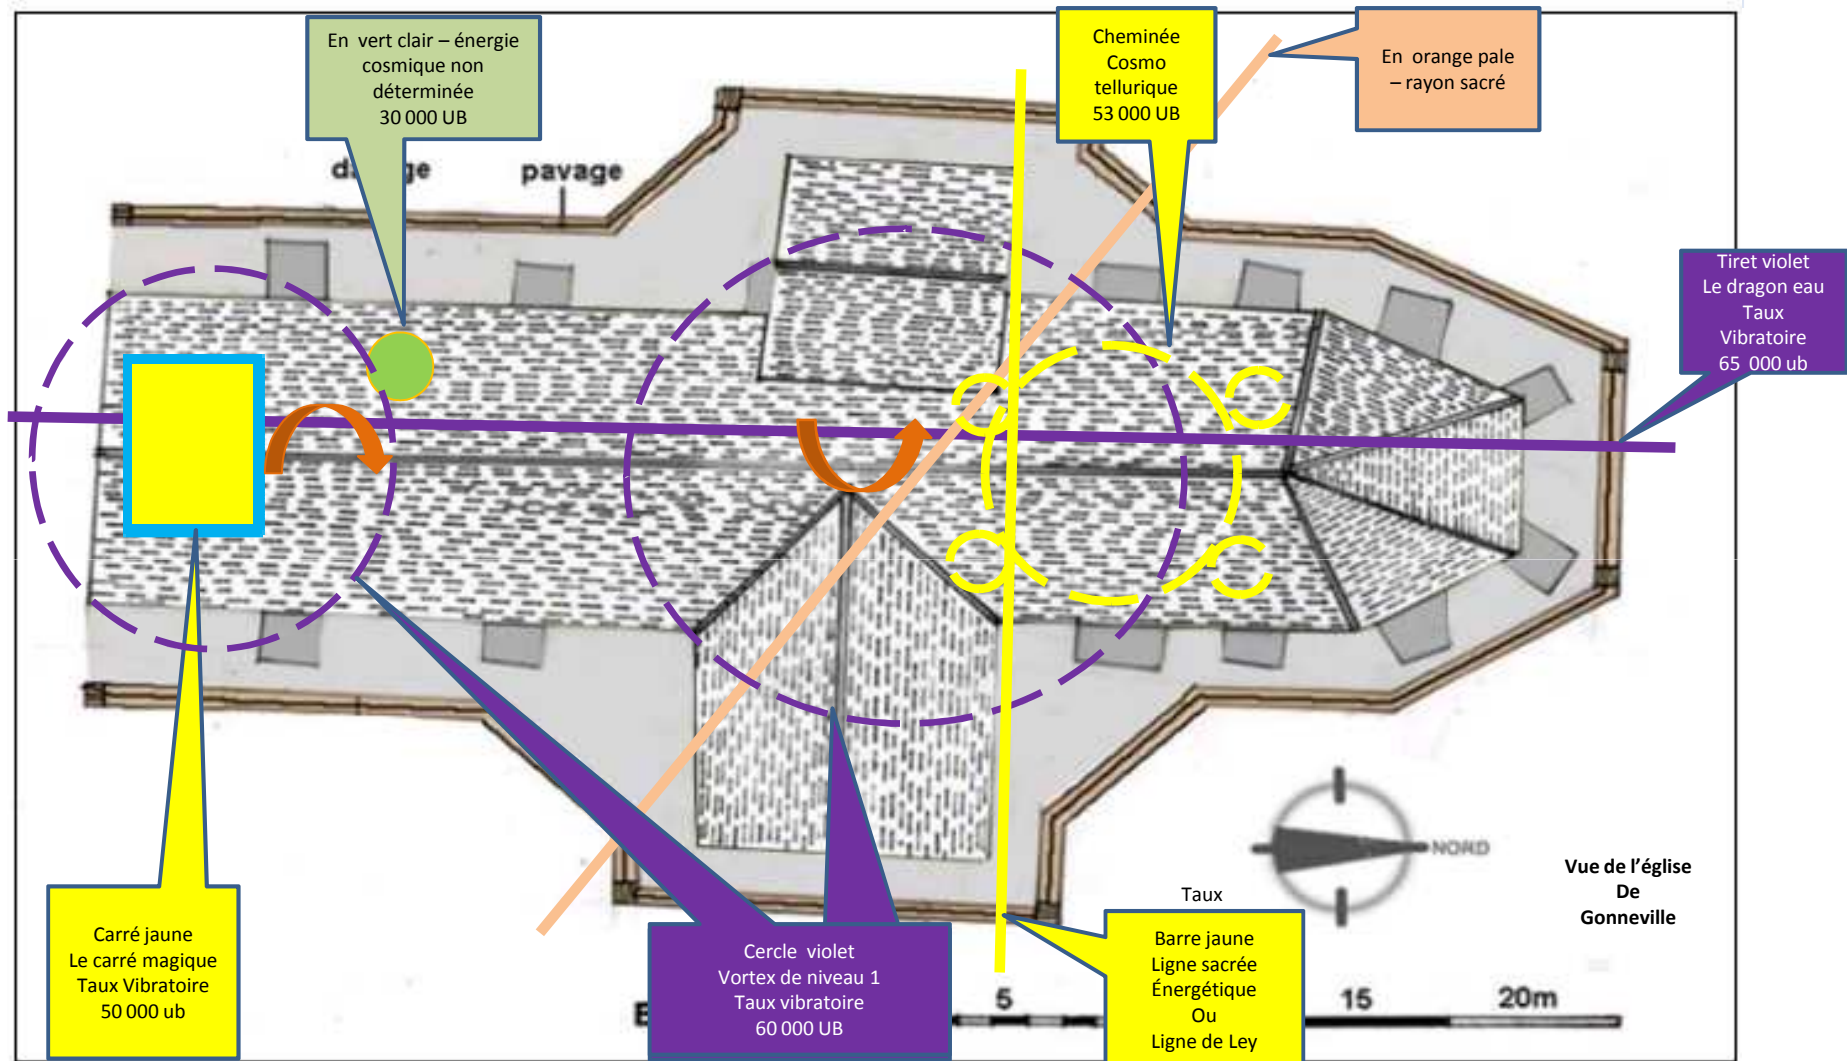 En vert clair – énergie
cosmique non
déterminée
30 000 UB
Cheminée
Cosmo
tellurique
53 000 UB
En orange pale
– rayon sacré
pavage
Tiret violet
Le dragon eau
Taux
Vibratoire
65 000 ub
NORD
Vue de l'église
De
Gonneville
Carré jaune
Le carré magique
Taux Vibratoire
50 000 ub
Cercle violet
Vortex de niveau 1
Taux vibratoire
60 000 UB
Taux
Barre jaune
Ligne sacrée
Énergétique
Ou
Ligne de Ley
5
15
20m